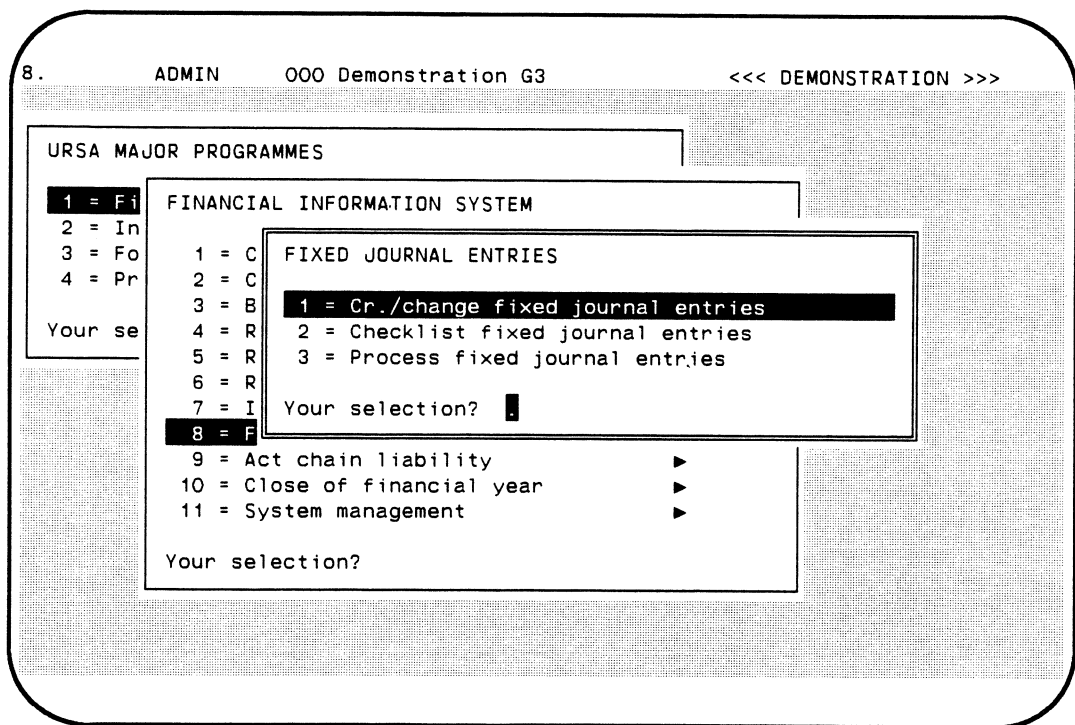 8. ADMIN 000 Demonstration G3 <<< DEMONSTRATION >>>
URSA MAJOR PROGRAMMES
1 = Fi
2 = In
3 = Fo
4 = Pr
Your se
FINANCIAL INFORMATION SYSTEM
1 = C
2 = C
3 = B
4 = R
5 = R
6 = R
7 = I
8 = F
9 = Act chain liability ►
10 = Close of financial year ►
11 = System management ►
Your selection?
FIXED JOURNAL ENTRIES
1 = Cr./change fixed journal entries
2 = Checklist fixed journal entries
3 = Process fixed journal entries
Your selection? .